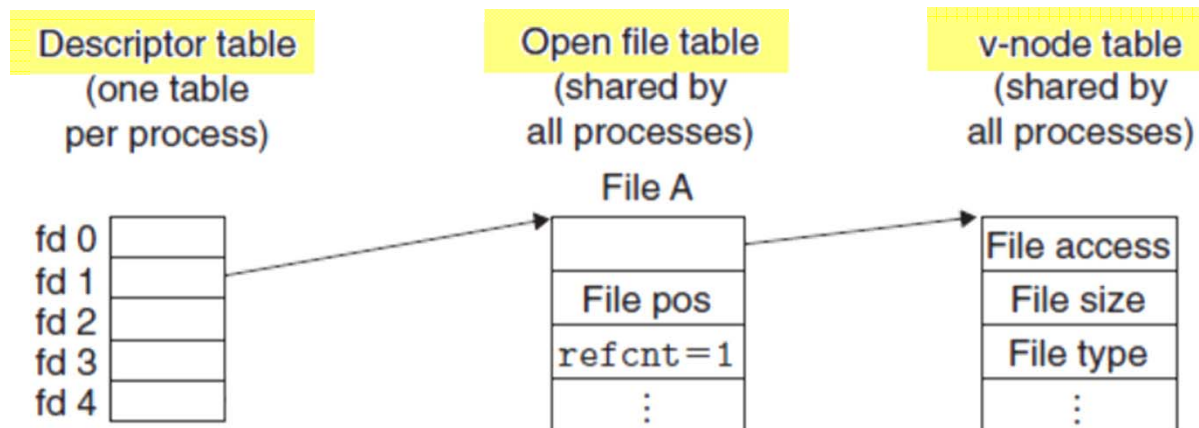 Descriptor table
(one table
per process)
Open file table
(shared by
all processes)
v-node table
(shared by
all processes)
File A
fd 0
fd 1
fd 2
fd 3
fd 4
File pos
refcnt=1
⋮
File access
File size
File type
⋮